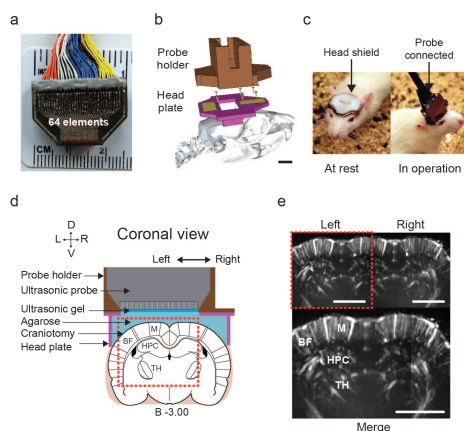 a
64 elements
CM
1
2
b
Probe
holder
Head
plate
c
Head shield
Probe
connected
At rest
In operation
d
D
L
R
V
Coronal view
Left
Right
Probe holder
Ultrasonic probe
Ultrasonic gel
Agarose
Craniotomy
Head plate
M
BF
HPC
TH
B -3.00
e
Left
Right
M
BF
HPC
TH
Merge